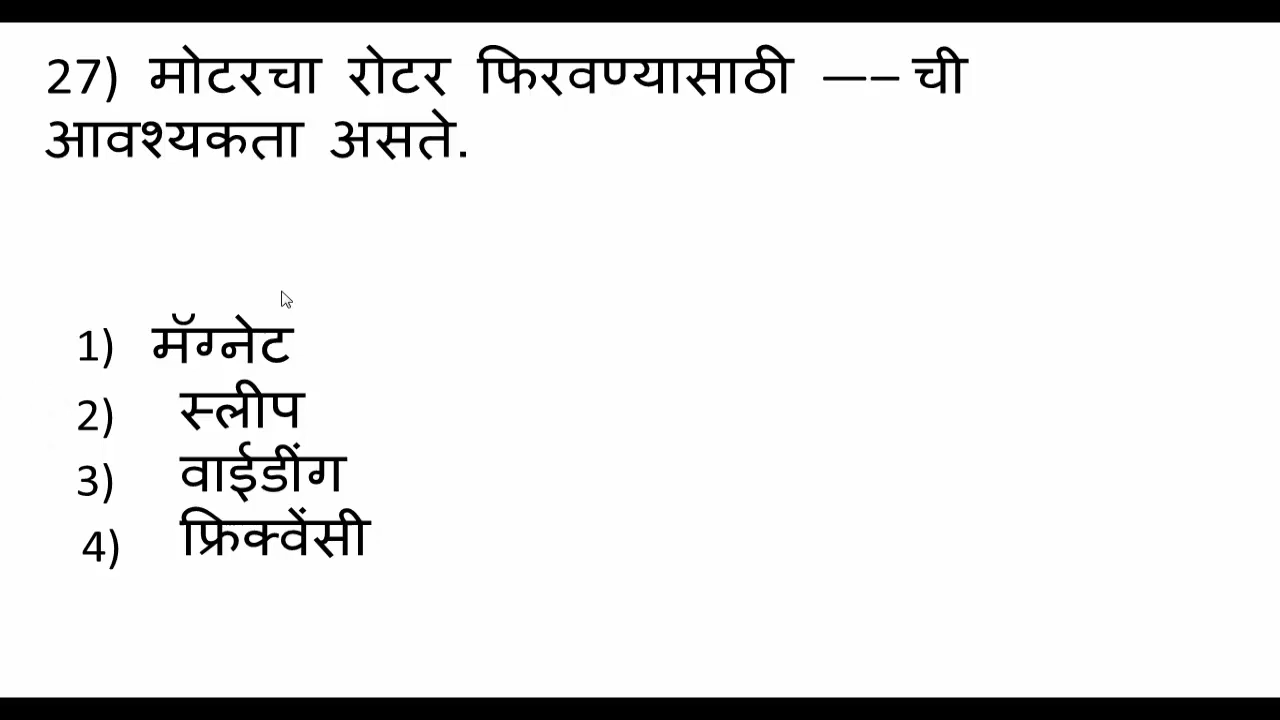 27) मोटरचा रोटर फिरवण्यासाठी —– ची
आवश्यकता असते.
1) मॅग्नेट
2) स्लीप
3) वाईडींग
4) फ्रिक्वेंसी